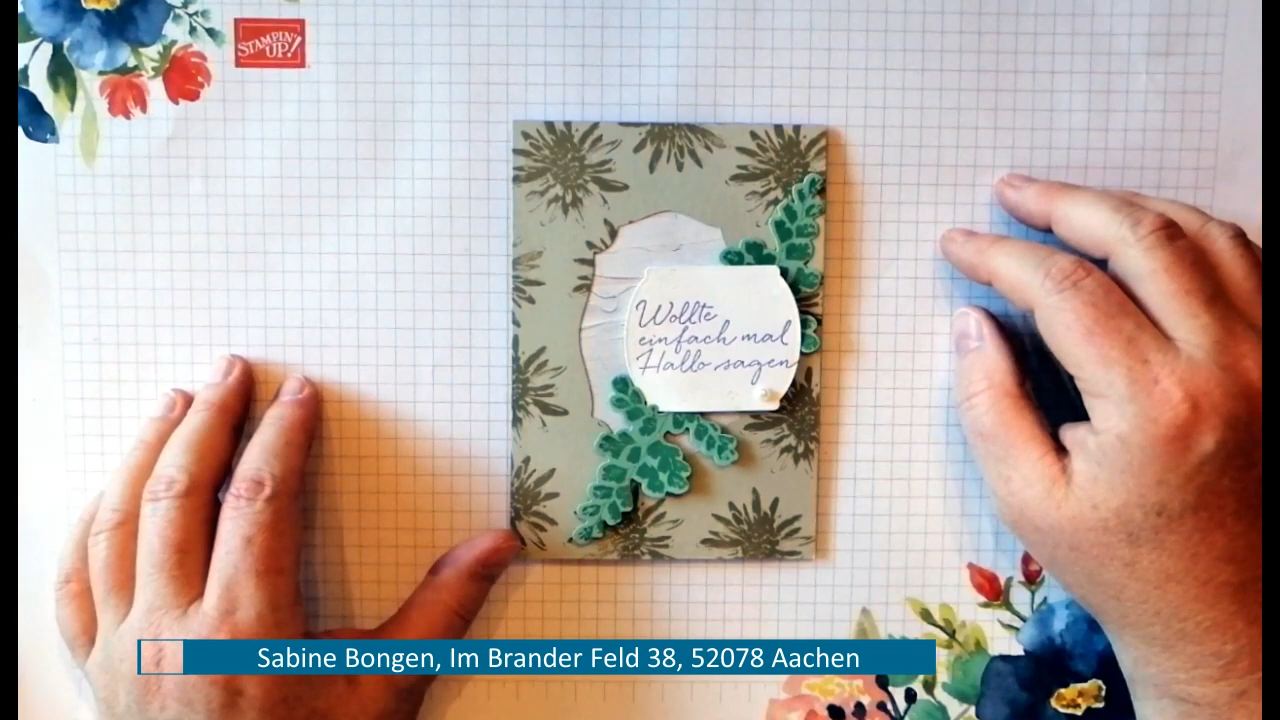 STAMPIN' UP!
Wollte
einfach mal
Hallo sagen
Sabine Bongen, Im Brander Feld 38, 52078 Aachen